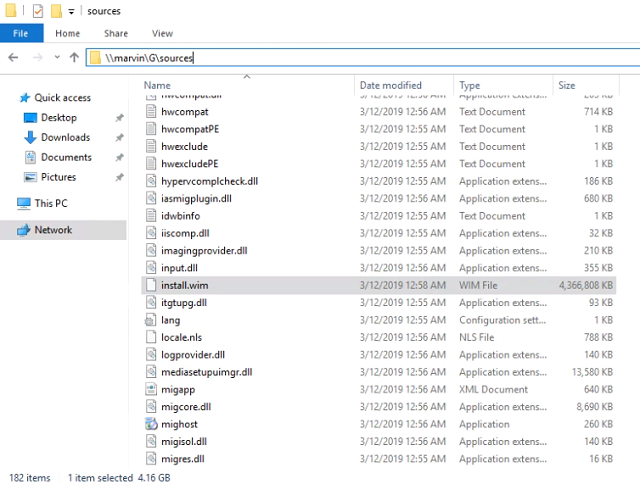 sources
File Home Share View
\\marvin\G\sources
Name Date modified Type Size
hwcompat.dll 3/12/2019 12:56 AM Application extens... KB
Quick access hwcompat 3/12/2019 12:56 AM Text Document 714 KB
Desktop hwcompatPE 3/12/2019 12:56 AM Text Document 1 KB
Downloads hwexclude 3/12/2019 12:56 AM Text Document 1 KB
Documents hwexcludePE 3/12/2019 12:56 AM Text Document 1 KB
Pictures hypervcomplcheck.dll 3/12/2019 12:56 AM Application extens... 186 KB
iasmigplugin.dll 3/12/2019 12:56 AM Application extens... 680 KB
This PC idwbinfo 3/12/2019 12:56 AM Text Document 1 KB
Network iiscomp.dll 3/12/2019 12:55 AM Application extens... 32 KB
imagingprovider.dll 3/12/2019 12:56 AM Application extens... 210 KB
input.dll 3/12/2019 12:56 AM Application extens... 355 KB
install.wim 3/12/2019 12:58 AM WIM File 4,366,808 KB
itgtupg.dll 3/12/2019 12:56 AM Application extens... 93 KB
lang 3/12/2019 12:56 AM Configuration sett... 1 KB
locale.nls 3/12/2019 12:56 AM NLS File 788 KB
logprovider.dll 3/12/2019 12:56 AM Application extens... 140 KB
mediasetupuimgr.dll 3/12/2019 12:56 AM Application extens... 13,580 KB
migapp 3/12/2019 12:56 AM XML Document 640 KB
migcore.dll 3/12/2019 12:56 AM Application extens... 8,690 KB
mighost 3/12/2019 12:56 AM Application 260 KB
migisol.dll 3/12/2019 12:56 AM Application extens... 140 KB
migres.dll 3/12/2019 12:55 AM Application extens... 16 KB
182 items 1 item selected 4.16 GB